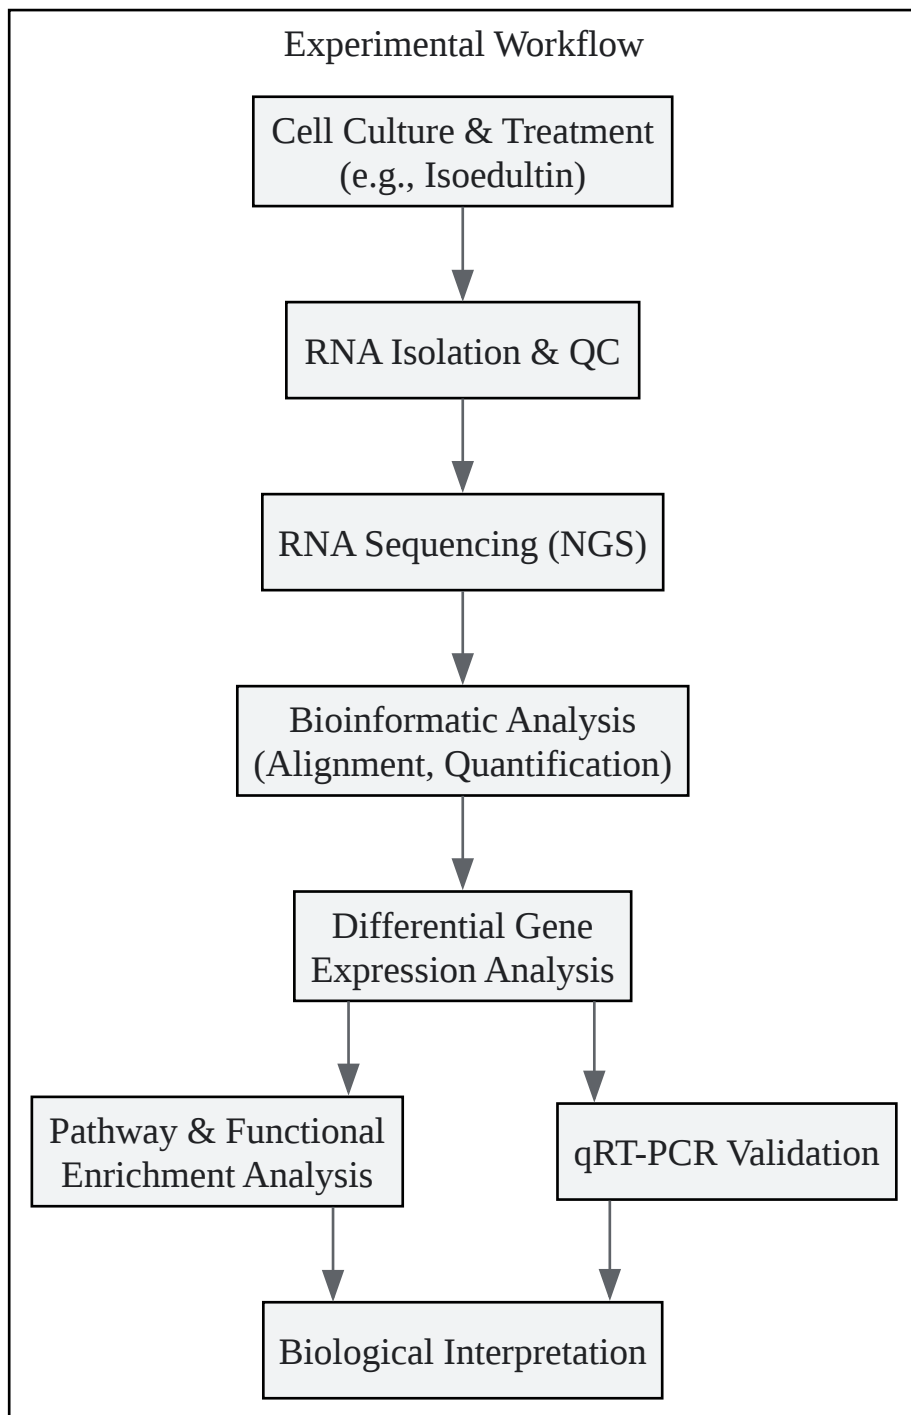 Experimental Workflow
Cell Culture & Treatment
(e.g., Isoedultin)
RNA Isolation & QC
RNA Sequencing (NGS)
Bioinformatic Analysis
(Alignment, Quantification)
Differential Gene
Expression Analysis
Pathway & Functional
Enrichment Analysis
qRT-PCR Validation
Biological Interpretation